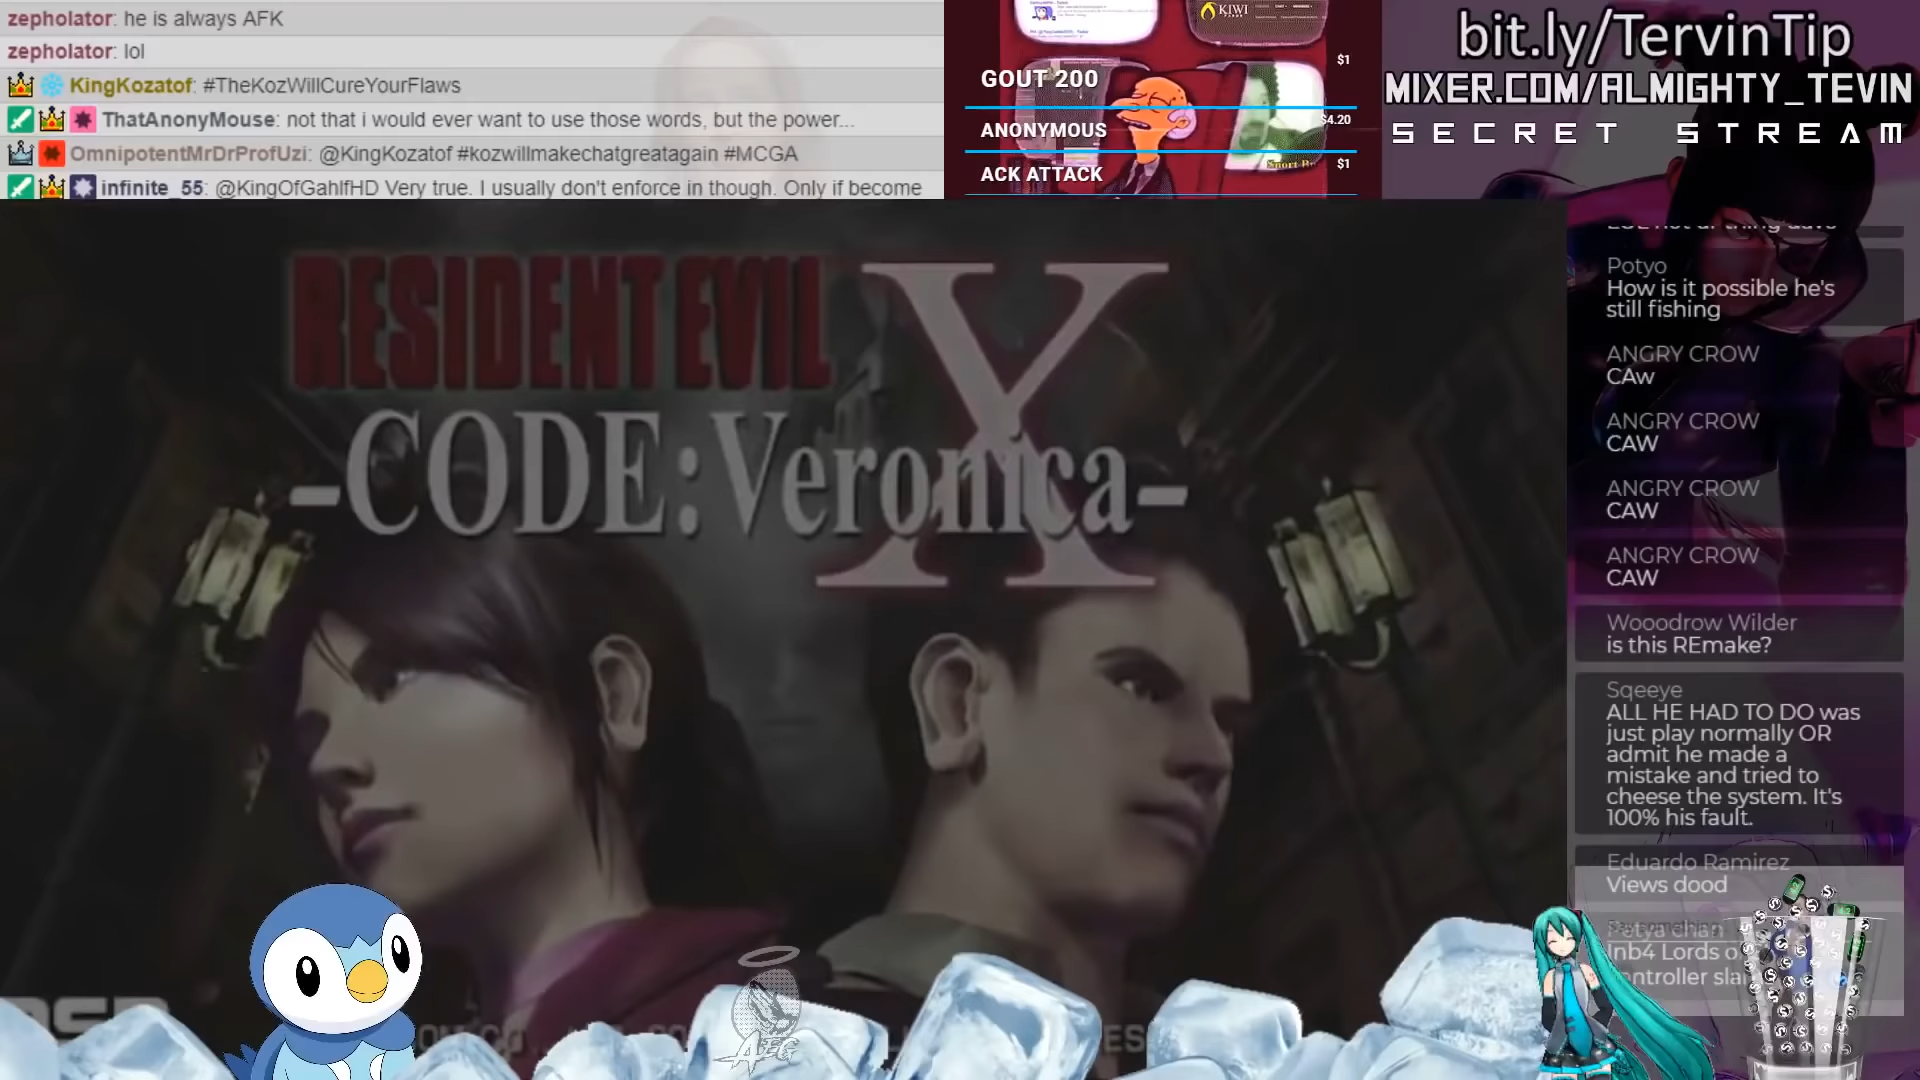 zepholator: he is always AFK
zepholator: lol
KingKozatof: #TheKozWillCureYourFlaws
ThatAnonyMouse: not that i would ever want to use those words, but the power...
OmnipotentMrDrProfUzi: @KingKozatof #kozwillmakechatgreatagain #MCGA
infinite_55: @KingOfGahlfHD Very true. I usually don't enforce in though. Only if become
KIWI
$1
GOUT 200
$4.20
ANONYMOUS
$1
ACK ATTACK
bit.ly/TervinTip
MIXER.COM/ALMIGHTY_TEVIN
SECRET STREAM
RESIDENT EVIL
-CODE:Veronica-
X
Potyo
How is it possible he's
still fishing
ANGRY CROW
CAw
ANGRY CROW
CAW
ANGRY CROW
CAW
ANGRY CROW
CAW
Wooodrow Wilder
is this REmake?
Sqeeye
ALL HE HAD TO DO was
just play normally OR
admit he made a
mistake and tried to
cheese the system. It's
100% his fault.
Eduardo Ramirez
Views dood
Inb4 Lords o
AFG